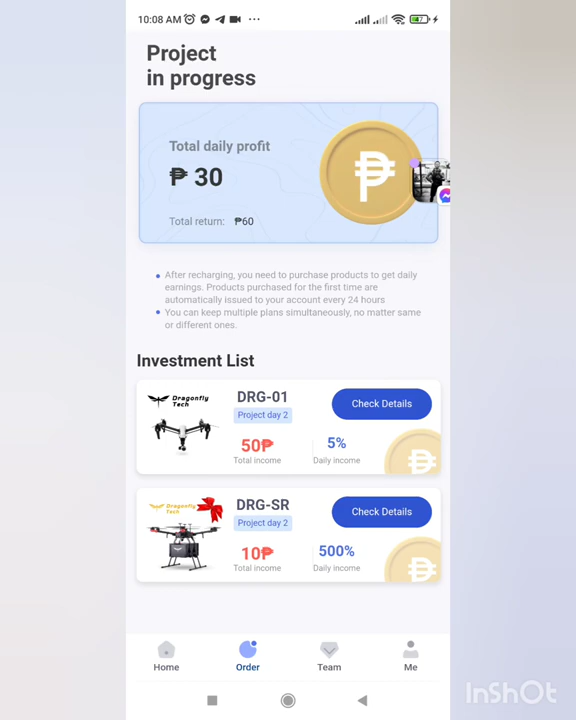 10:08 AM
47
Project
in progress
Total daily profit
₱ 30
Total return: ₱60
After recharging, you need to purchase products to get daily
earnings. Products purchased for the first time are
automatically issued to your account every 24 hours
You can keep multiple plans simultaneously, no matter same
or different ones.
Investment List
Dragonfly
Tech
DRG-01
Project day 2
Check Details
50₱
5%
Total income
Daily income
Dragonfly
Tech
DRG-SR
Project day 2
Check Details
10₱
500%
Total income
Daily income
Home
Order
Team
Me
InShOt